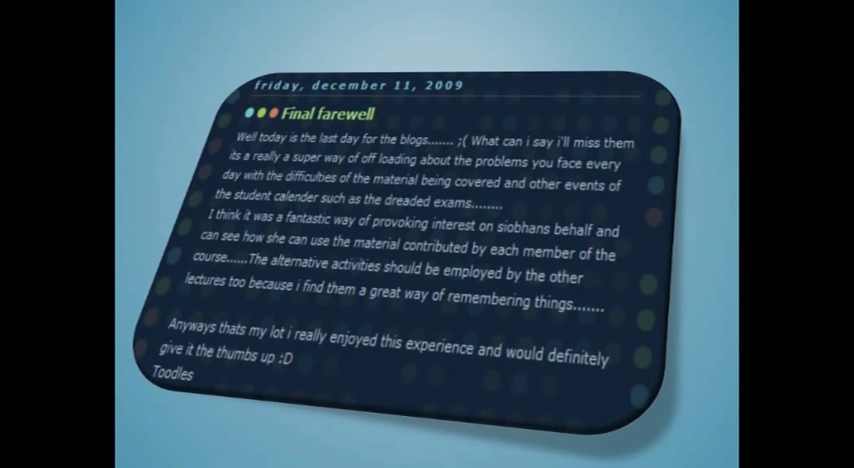 friday, december 11, 2009
Final farewell
Well today is the last day for the blogs....... ;( What can i say i'll miss them
its a really a super way of off loading about the problems you face every
day with the difficulties of the material being covered and other events of
the student calender such as the dreaded exams........
I think it was a fantastic way of provoking interest on siobhans behalf and
can see how she can use the material contributed by each member of the
course......The alternative activities should be employed by the other
lectures too because i find them a great way of remembering things.......
Anyways thats my lot i really enjoyed this experience and would definitely
give it the thumbs up :D
Toodles